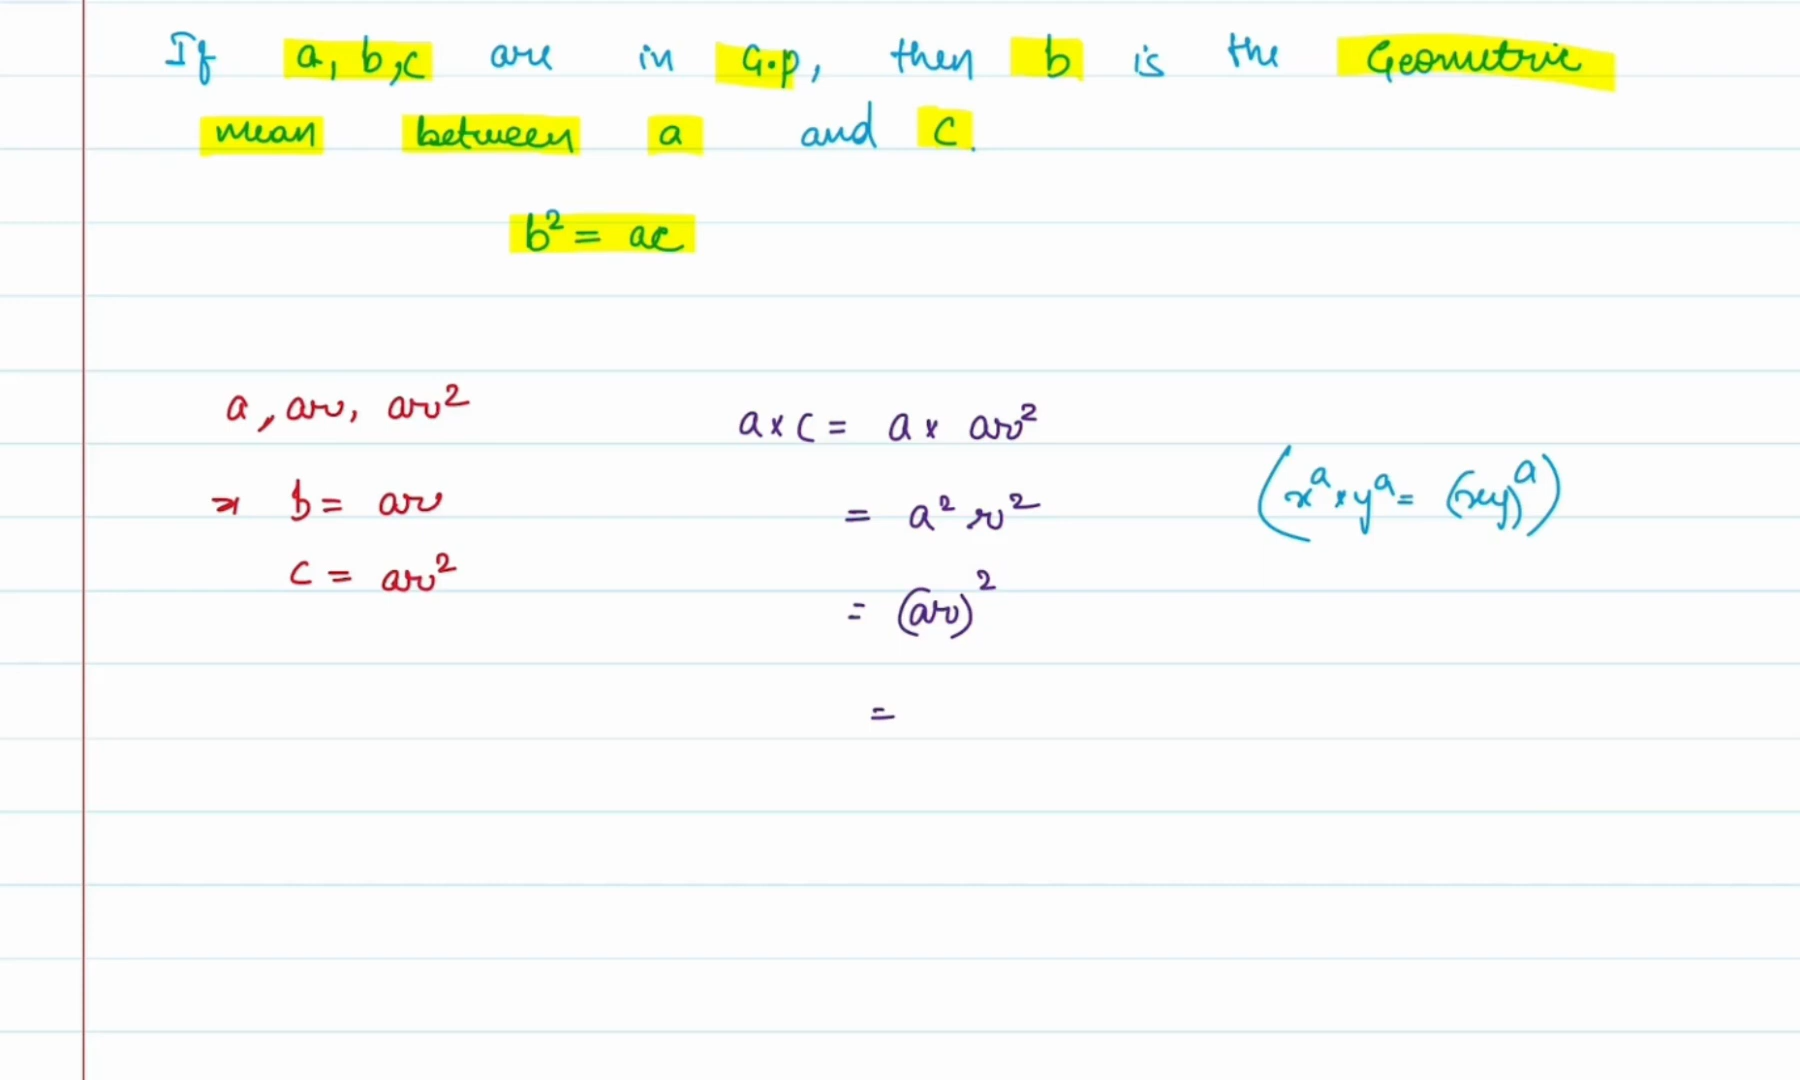 If a, b, c are in G.p, then b is the Geometric
mean between a and c.
b² = ac
a, ar, ar²
⇒ b = ar
c = ar²
a × c = a × ar²
= a² r²
= (ar)²
=
(xᵃ × yᵃ = (xy)ᵃ)